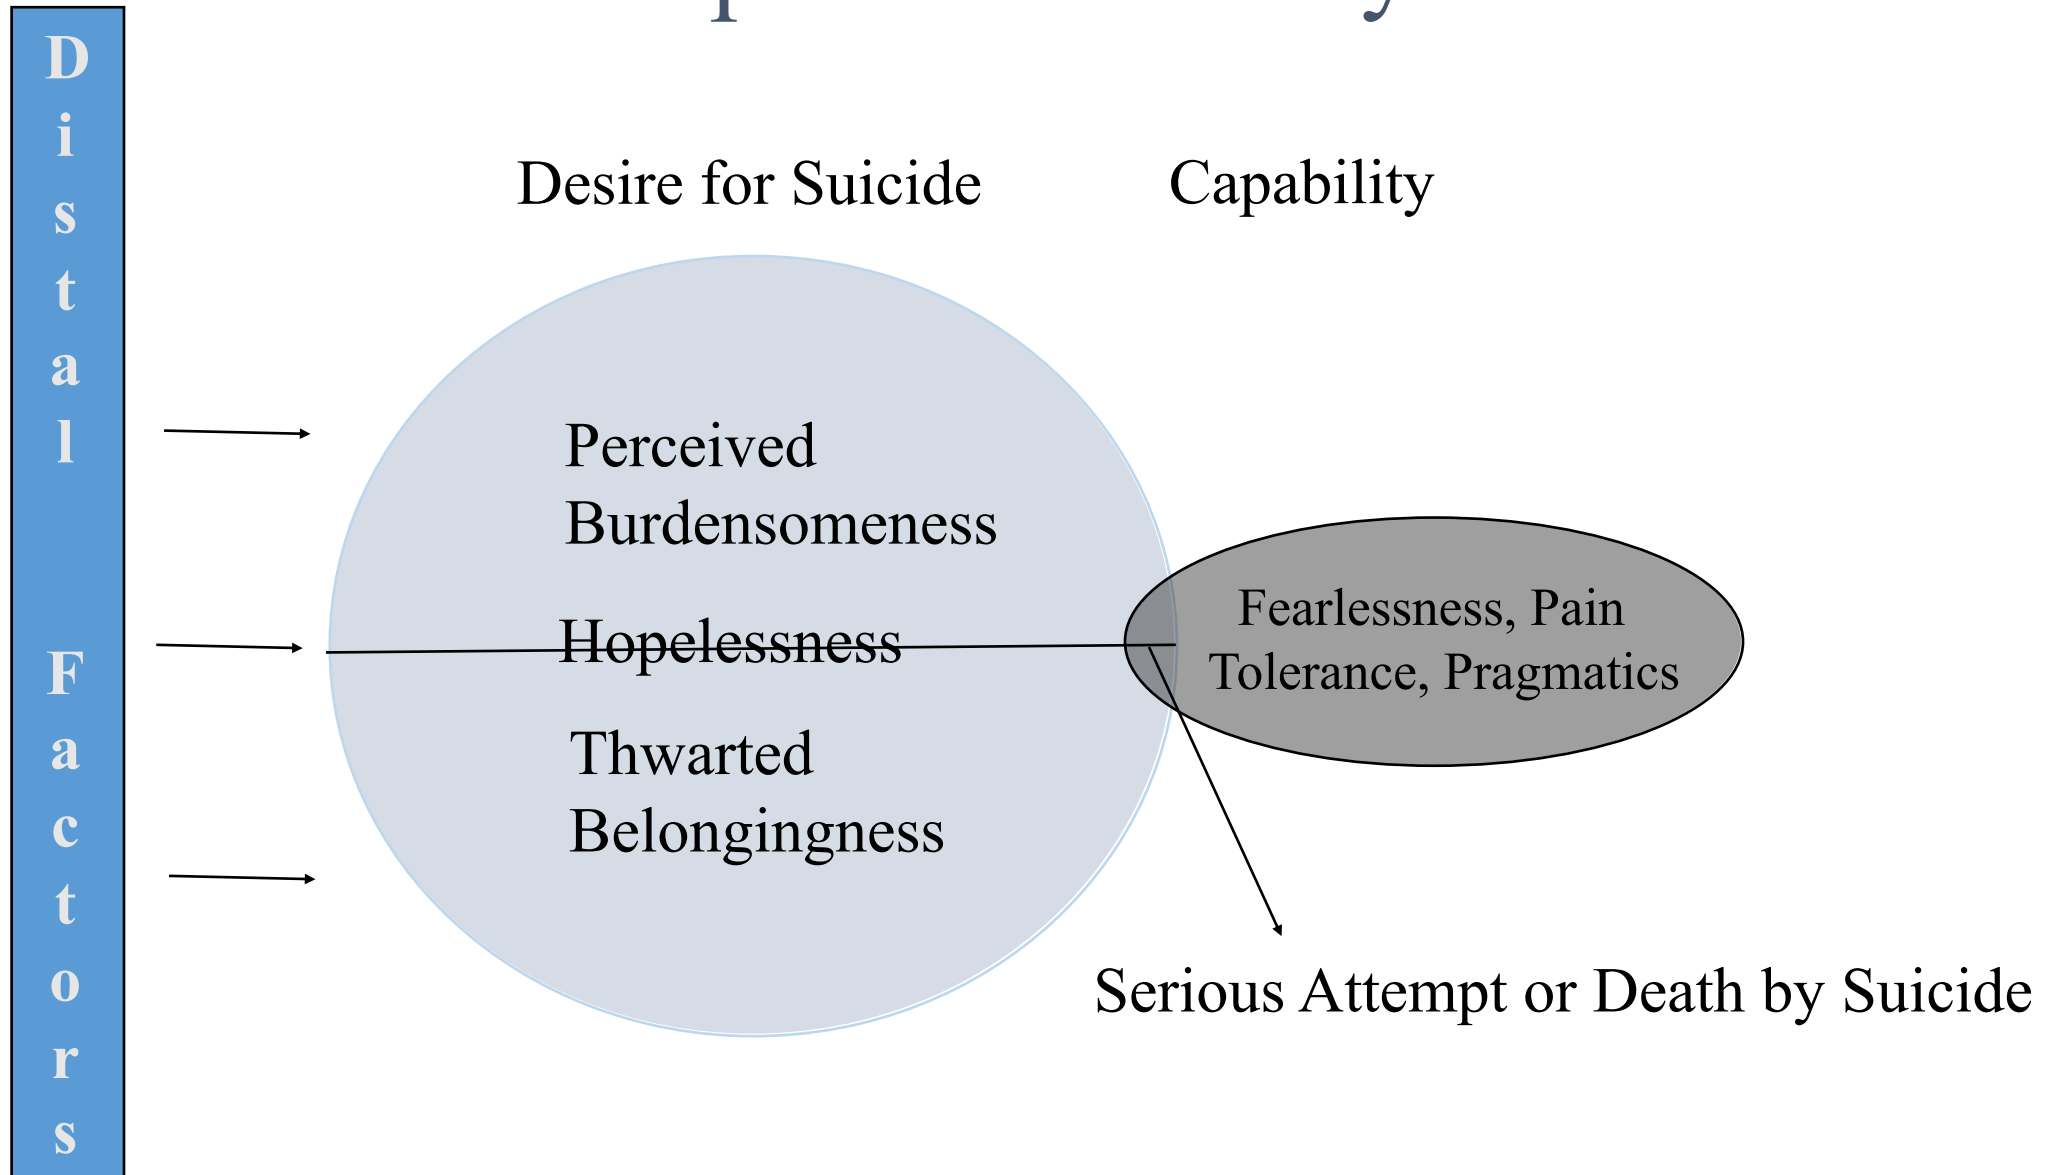 Distal Factors
Desire for Suicide
Capability
Perceived
Burdensomeness
Hopelessness
Thwarted
Belongingness
Fearlessness, Pain
Tolerance, Pragmatics
Serious Attempt or Death by Suicide